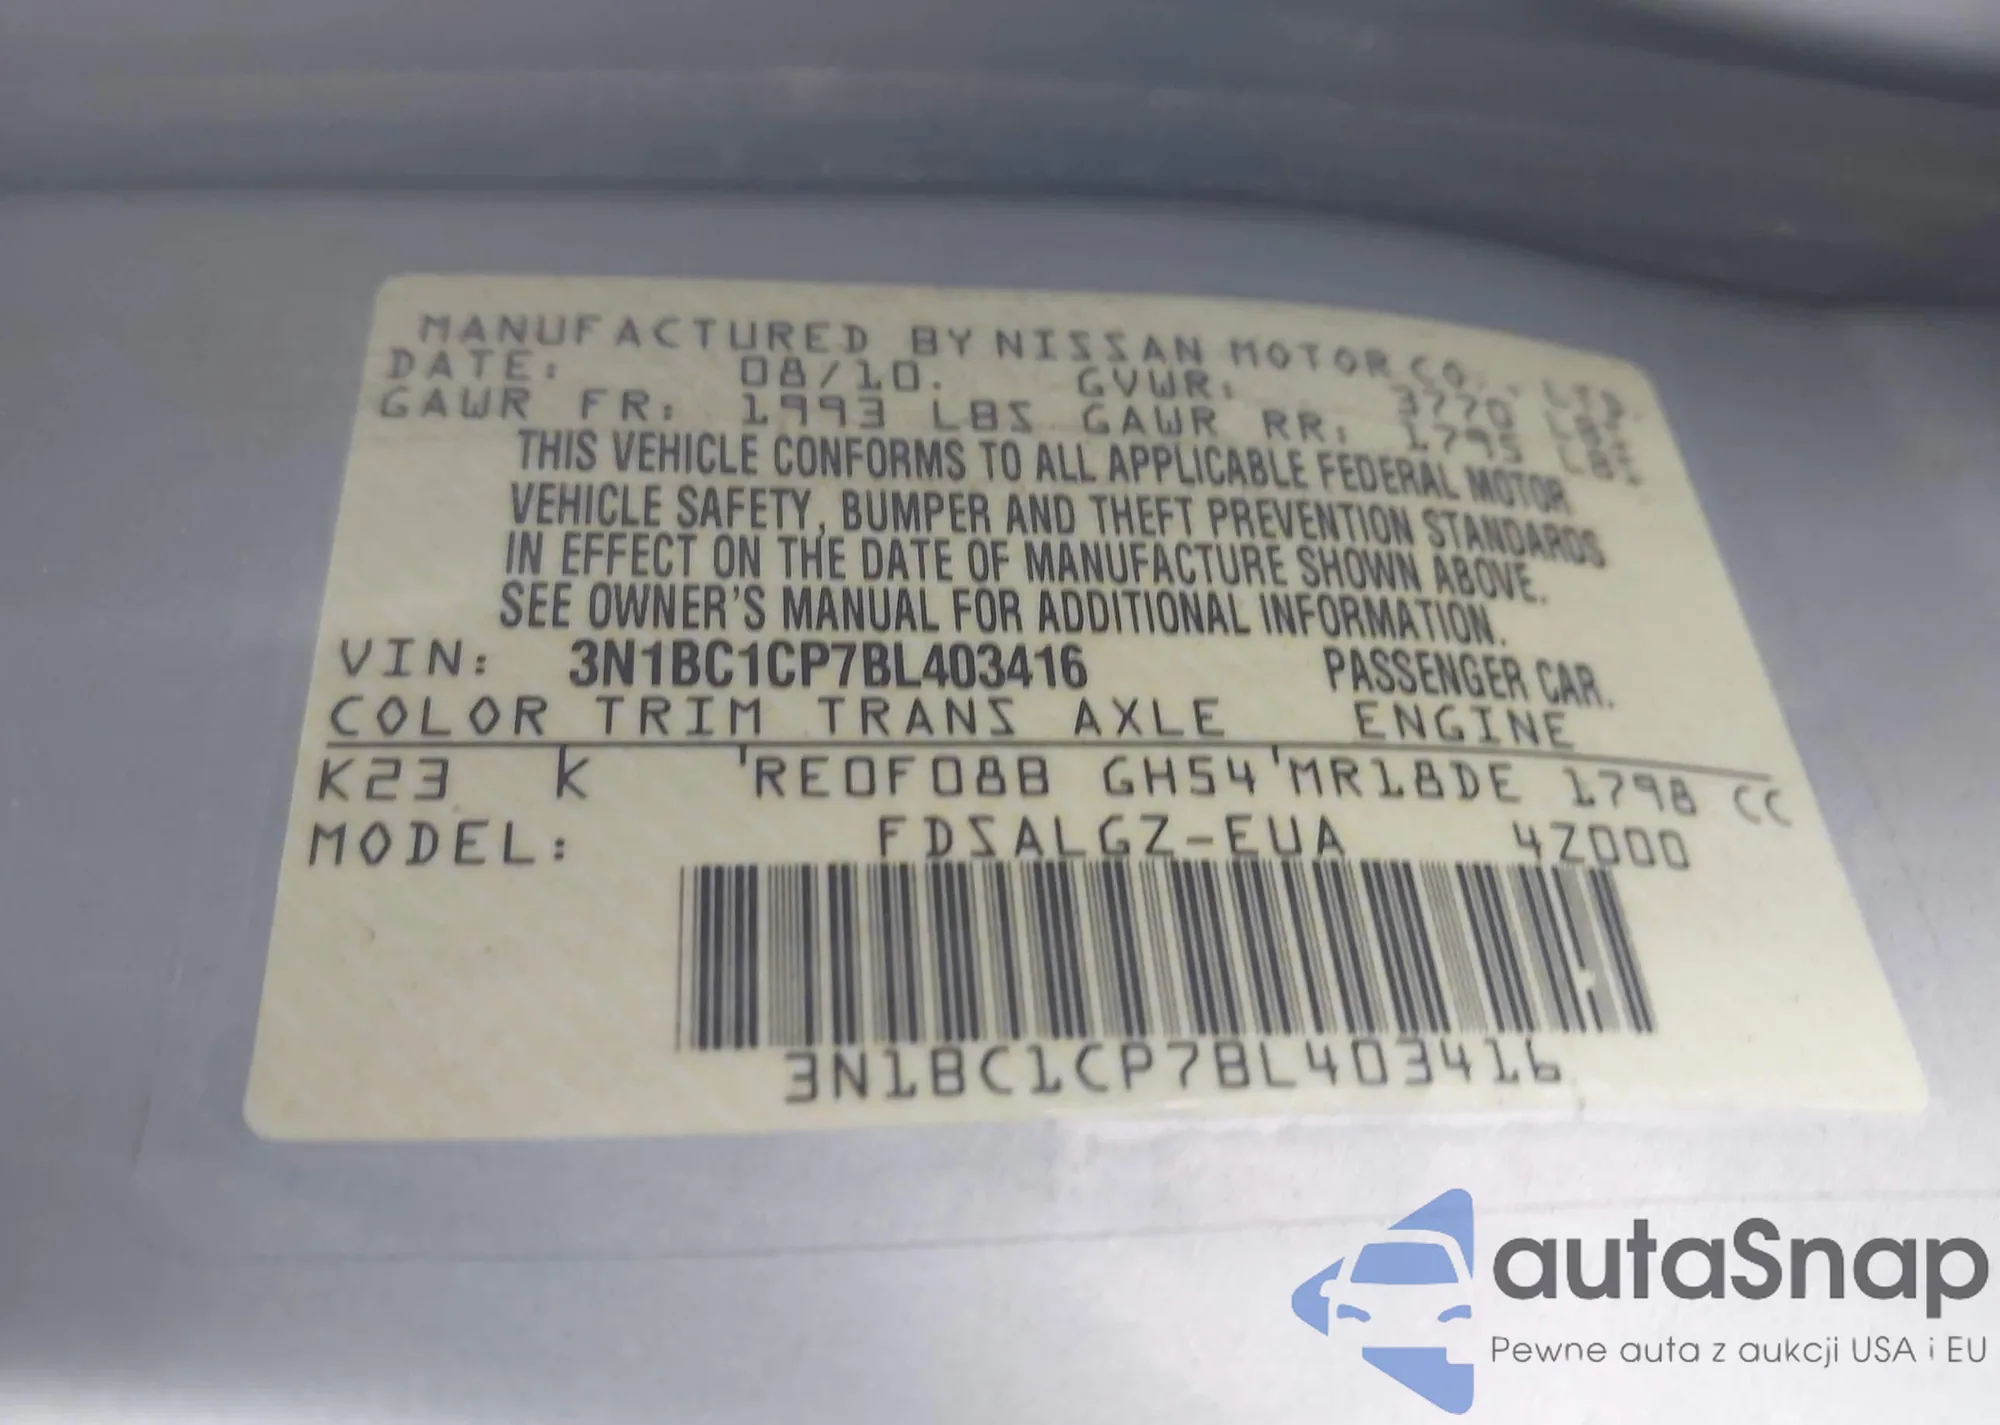 MANUFACTURED BY NISSAN MOTOR CO., LTD.
DATE: 08/10. GVWR: 3770 LBS
GAWR FR: 1993 LBS GAWR RR: 1795 LBS
THIS VEHICLE CONFORMS TO ALL APPLICABLE FEDERAL MOTOR
VEHICLE SAFETY, BUMPER AND THEFT PREVENTION STANDARDS
IN EFFECT ON THE DATE OF MANUFACTURE SHOWN ABOVE.
SEE OWNER'S MANUAL FOR ADDITIONAL INFORMATION.
VIN: 3N1BC1CP7BL403416 PASSENGER CAR.
COLOR TRIM TRANS AXLE ENGINE
K23 K 'RE0F08B GH54 'MR18DE 1798 CC
MODEL: FDSALGZ-EUA 4Z000
3N1BC1CP7BL403416
autaSnap
Pewne auta z aukcji USA i EU